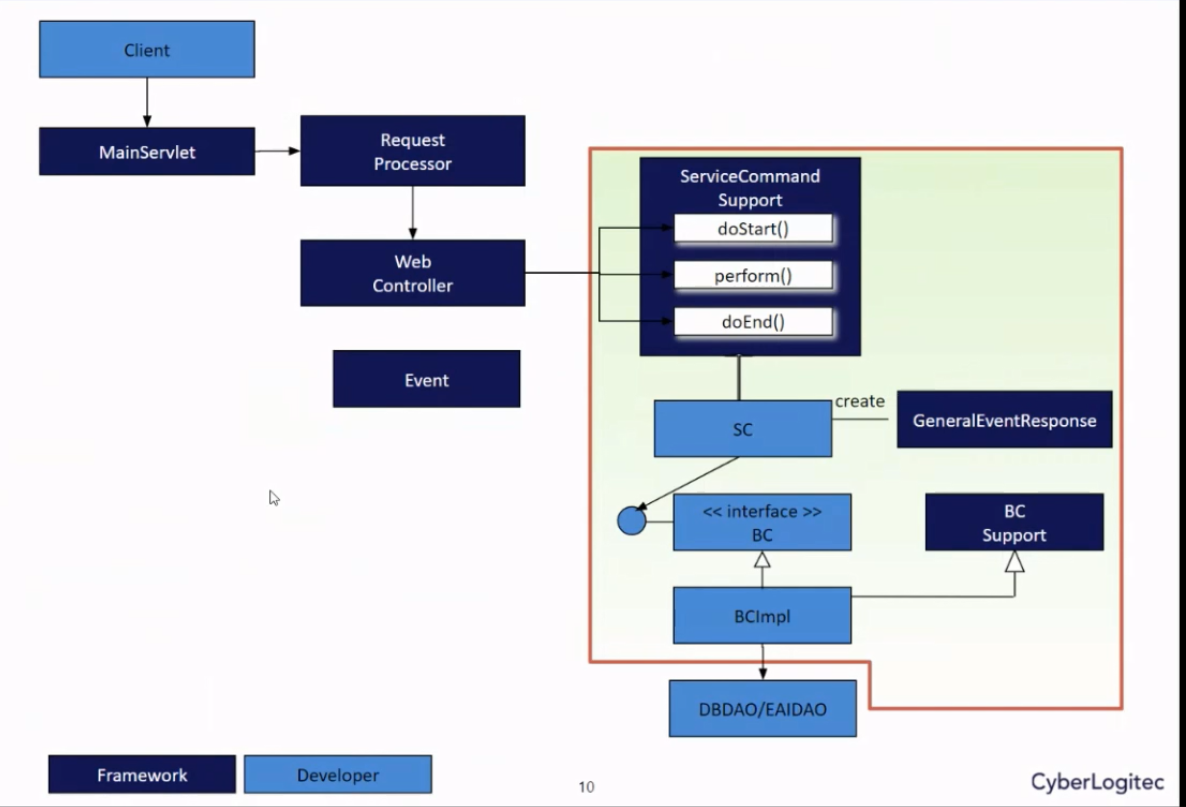 Client
MainServlet
Request
Processor
Web
Controller
Event
ServiceCommand
Support
doStart()
perform()
doEnd()
SC
create
GeneralEventResponse
<< interface >>
BC
BC
Support
BCImpl
DBDAO/EAIDAO
Framework
Developer
10
CyberLogitec